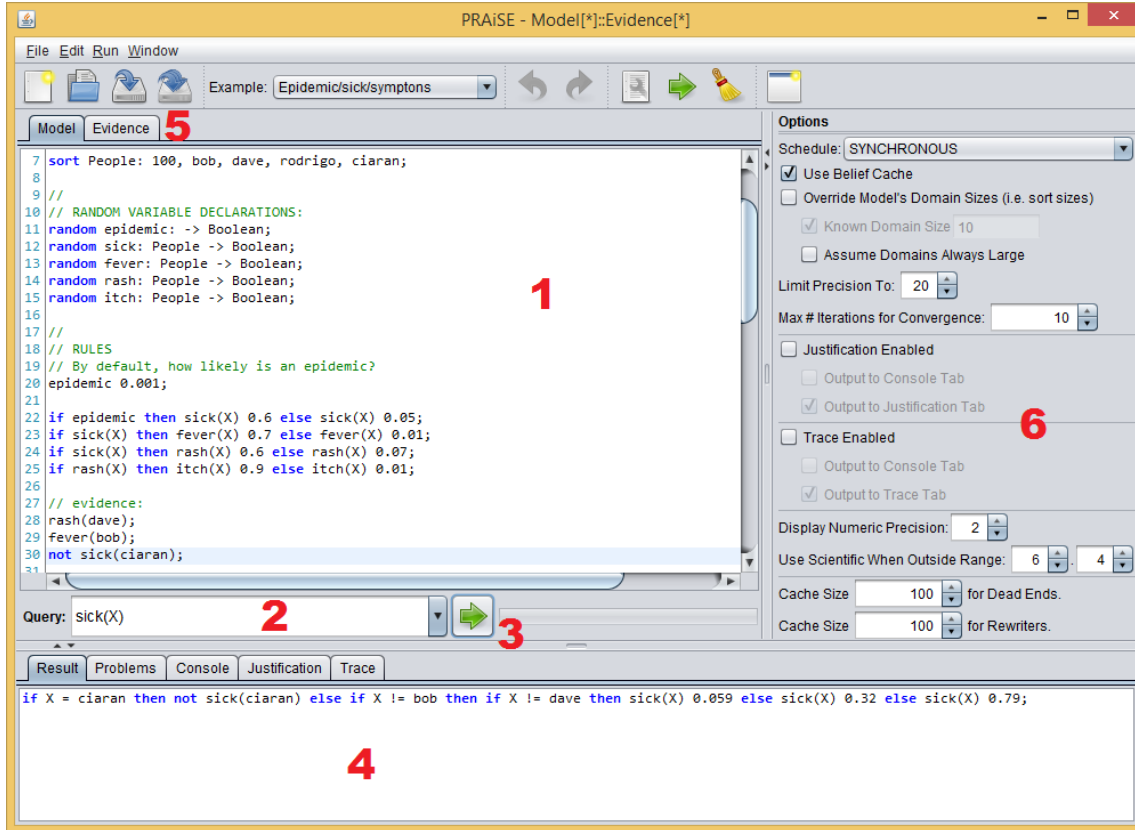 PRAiSE - Model[*]::Evidence[*]
File Edit Run Window
Example: Epidemic/sick/symptons
Model Evidence 5
7 sort People: 100, bob, dave, rodrigo, ciaran;
8
9 //
10 // RANDOM VARIABLE DECLARATIONS:
11 random epidemic: -> Boolean;
12 random sick: People -> Boolean;
13 random fever: People -> Boolean;
14 random rash: People -> Boolean;
15 random itch: People -> Boolean;
16
17 //
18 // RULES
19 // By default, how likely is an epidemic?
20 epidemic 0.001;
21
22 if epidemic then sick(X) 0.6 else sick(X) 0.05;
23 if sick(X) then fever(X) 0.7 else fever(X) 0.01;
24 if sick(X) then rash(X) 0.6 else rash(X) 0.07;
25 if rash(X) then itch(X) 0.9 else itch(X) 0.01;
26
27 // evidence:
28 rash(dave);
29 fever(bob);
30 not sick(ciaran);
31
1
Query: sick(X) 2
3
Options
Schedule: SYNCHRONOUS
Use Belief Cache
Override Model's Domain Sizes (i.e. sort sizes)
Known Domain Size 10
Assume Domains Always Large
Limit Precision To: 20
Max # Iterations for Convergence: 10
Justification Enabled
Output to Console Tab
Output to Justification Tab
6
Trace Enabled
Output to Console Tab
Output to Trace Tab
Display Numeric Precision: 2
Use Scientific When Outside Range: 6 . 4
Cache Size 100 for Dead Ends.
Cache Size 100 for Rewriters.
Result Problems Console Justification Trace
if X = ciaran then not sick(ciaran) else if X != bob then if X != dave then sick(X) 0.059 else sick(X) 0.32 else sick(X) 0.79;
4